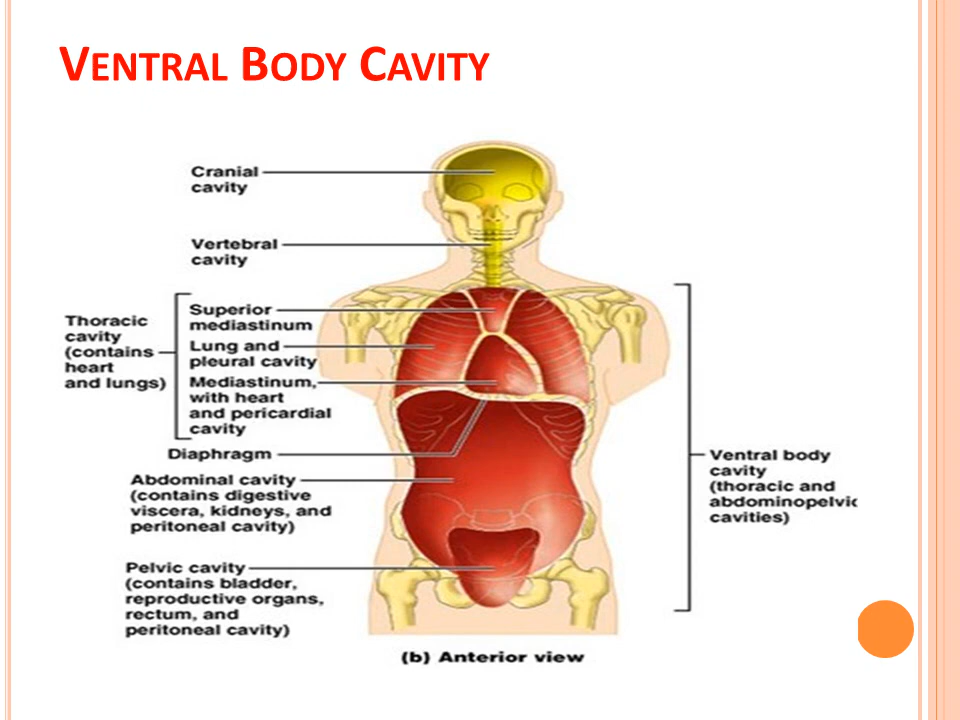 VENTRAL BODY CAVITY
Cranial
cavity
Vertebral
cavity
Thoracic
cavity
(contains
heart
and lungs)
Superior
mediastinum
Lung and
pleural cavity
Mediastinum,
with heart
and pericardial
cavity
Diaphragm
Abdominal cavity
(contains digestive
viscera, kidneys, and
peritoneal cavity)
Pelvic cavity
(contains bladder,
reproductive organs,
rectum, and
peritoneal cavity)
Ventral body
cavity
(thoracic and
abdominopelvic
cavities)
(b) Anterior view